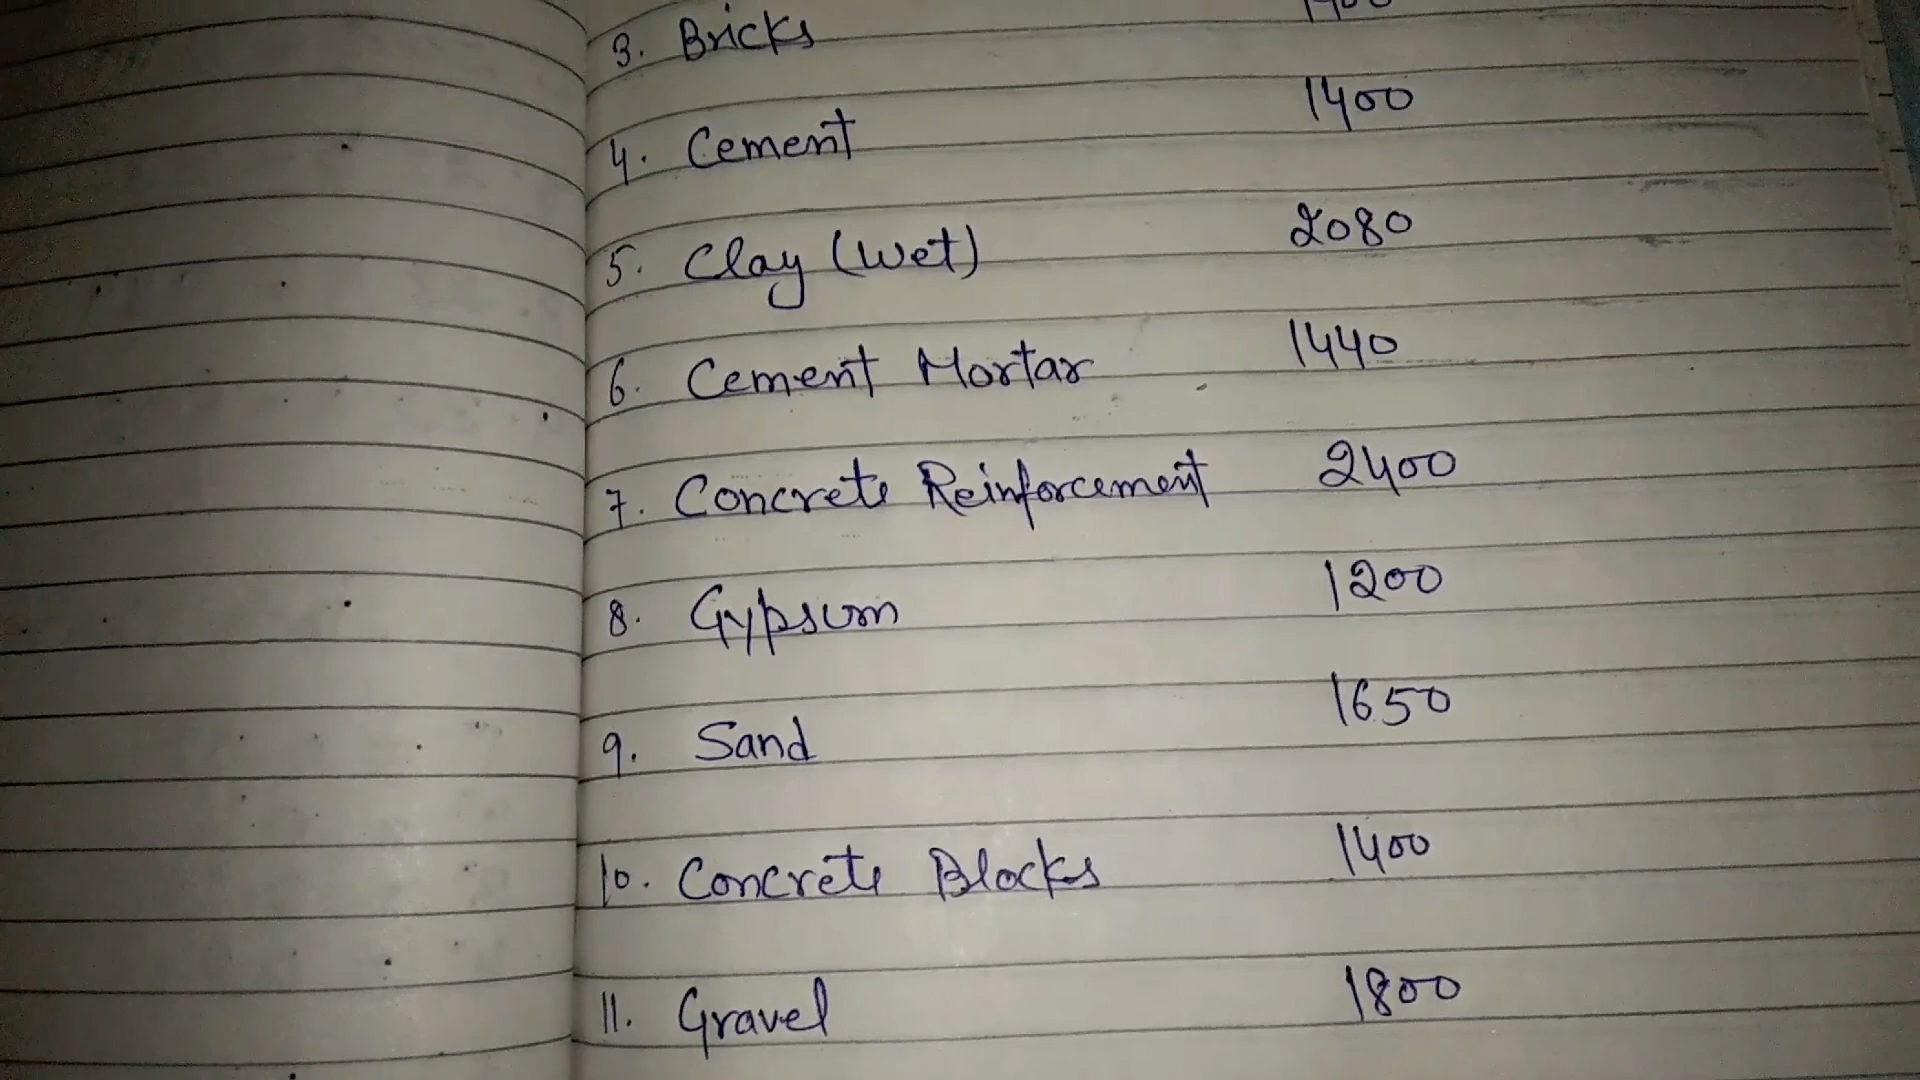 3. Bricks
4. Cement 1400
5. Clay (Wet) 2080
6. Cement Mortar 1440
7. Concrete Reinforcement 2400
8. Gypsum 1200
9. Sand 1650
10. Concrete Blocks 1400
11. Gravel 1800